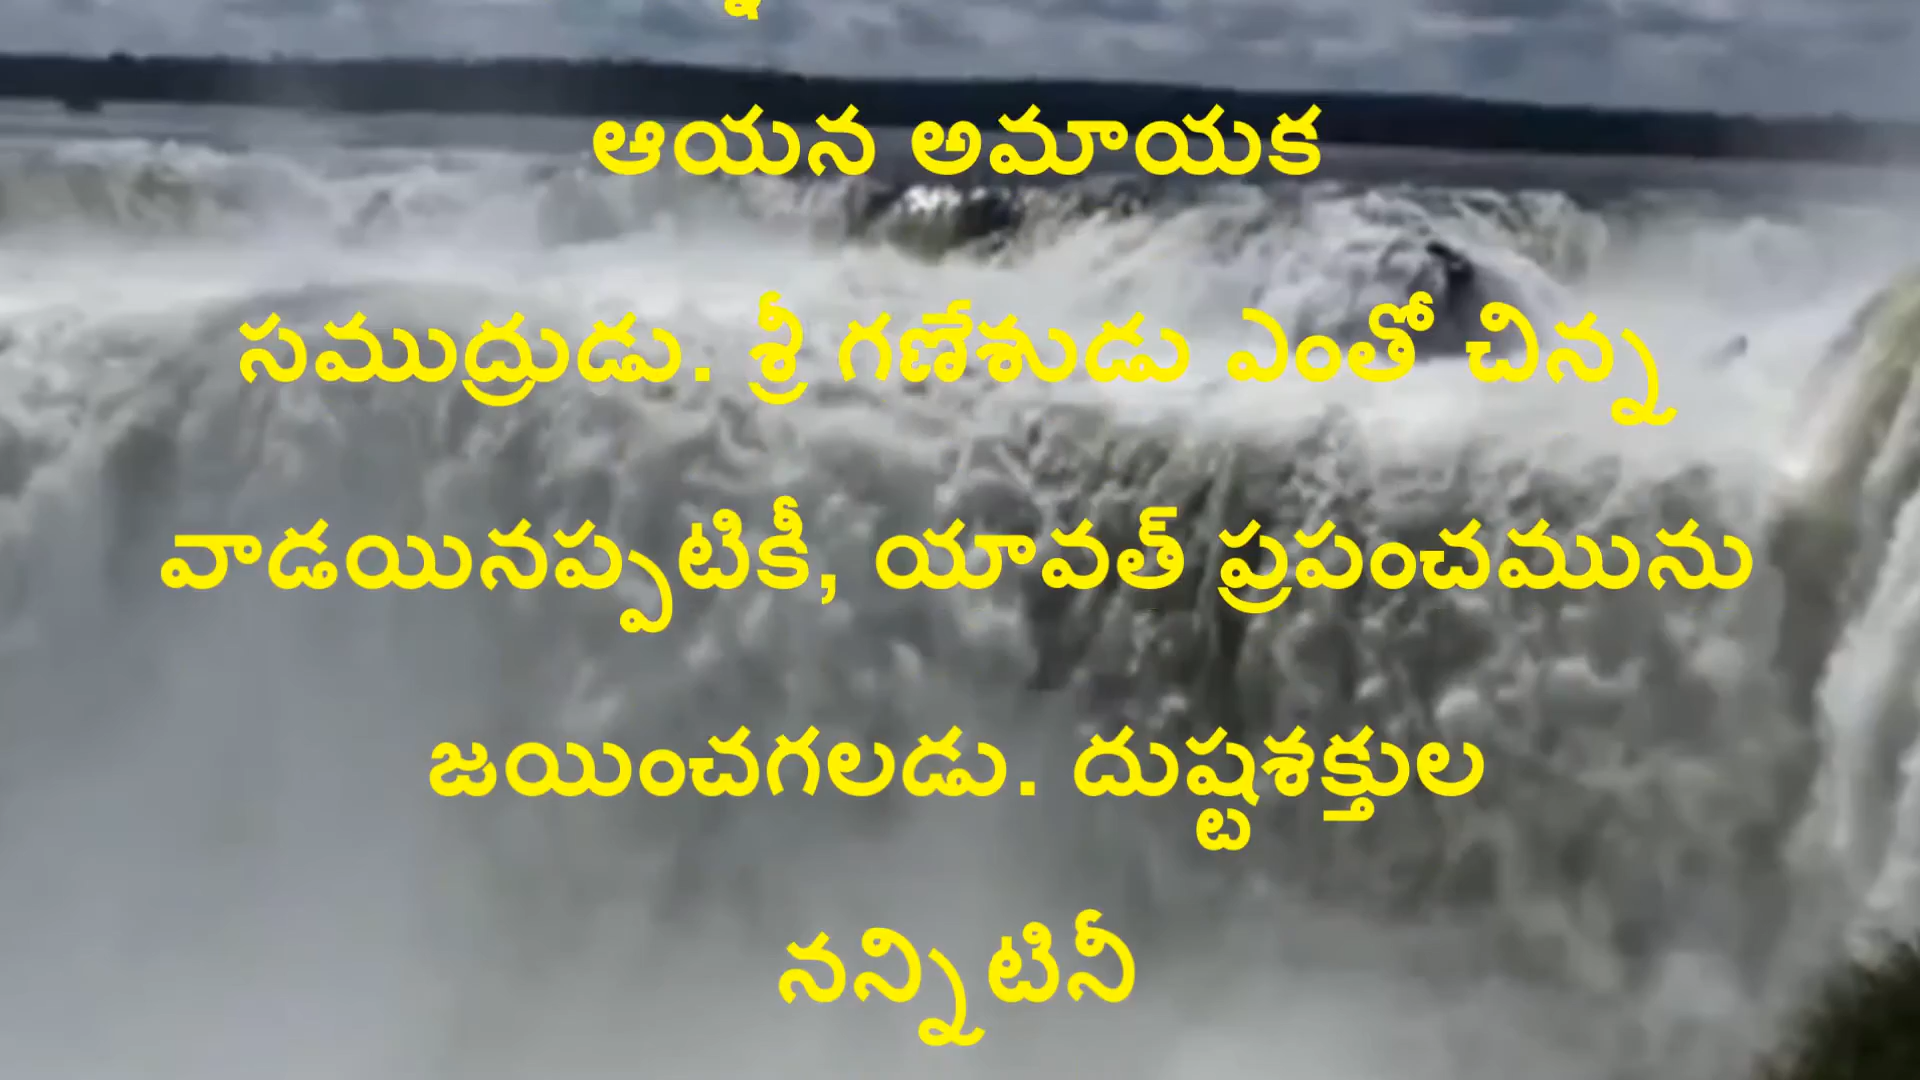 ఆయన అమాయక
సముద్రుడు. శ్రీ గణేశుడు ఎంతో చిన్న
వాడయినప్పటికీ, యావత్ ప్రపంచమును
జయించగలడు. దుష్టశక్తుల
నన్నిటినీ